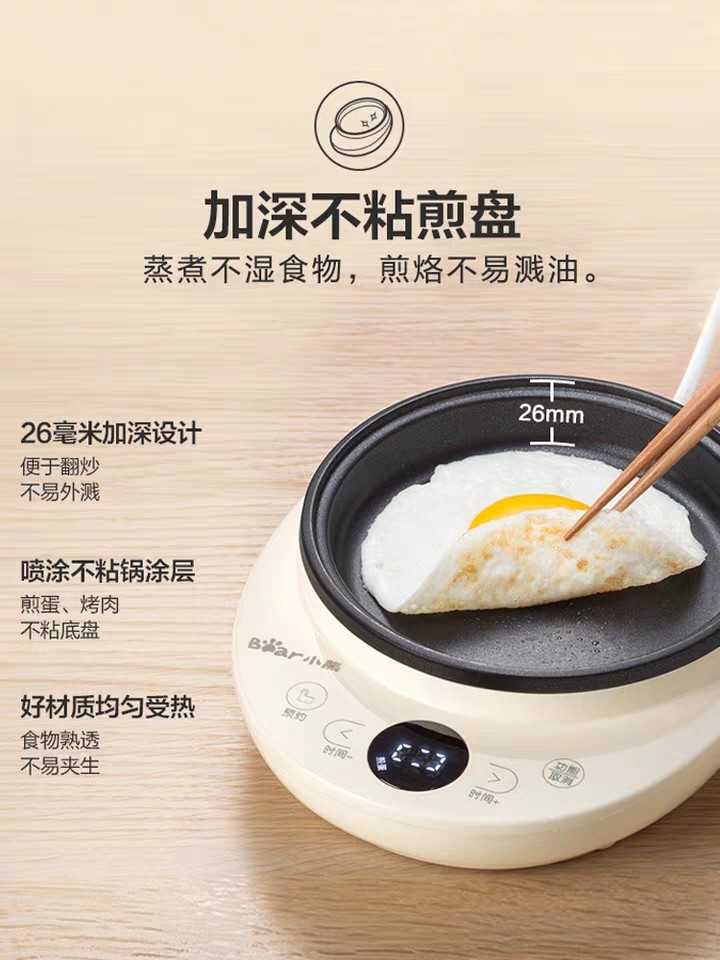 加深不粘煎盘
蒸煮不湿食物，煎烙不易溅油。
26毫米加深设计
便于翻炒
不易外溅
喷涂不粘锅涂层
煎蛋、烤肉
不粘底盘
好材质均匀受热
食物熟透
不易夹生
26mm
Bear小熊
预约
时间-
煎蛋
时间+
功能
取消